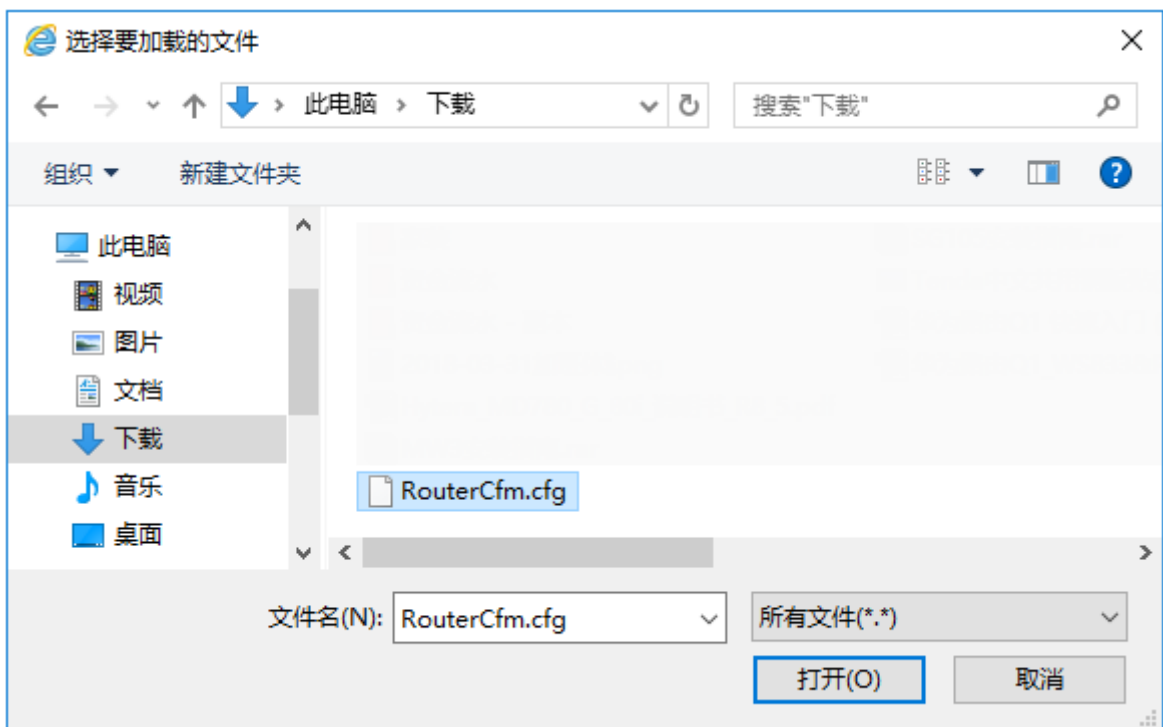 选择要加载的文件
此电脑 > 下载
搜索"下载"
组织
新建文件夹
?
此电脑
视频
图片
文档
下载
音乐
桌面
RouterCfm.cfg
文件名(N): RouterCfm.cfg
所有文件(*.*)
打开(O)
取消